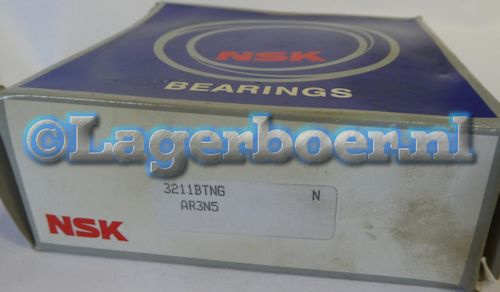 NSK
BEARINGS
©Lagerboer.nl
3211BTNG N
AR3N5
NSK